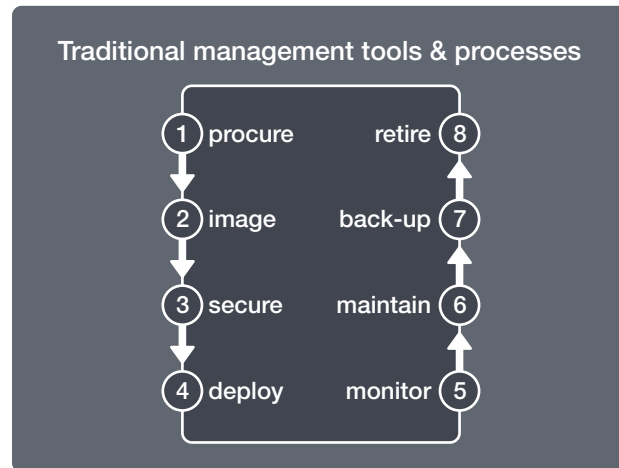 Traditional management tools & processes
1 procure
2 image
3 secure
4 deploy
monitor 5
maintain 6
back-up 7
retire 8